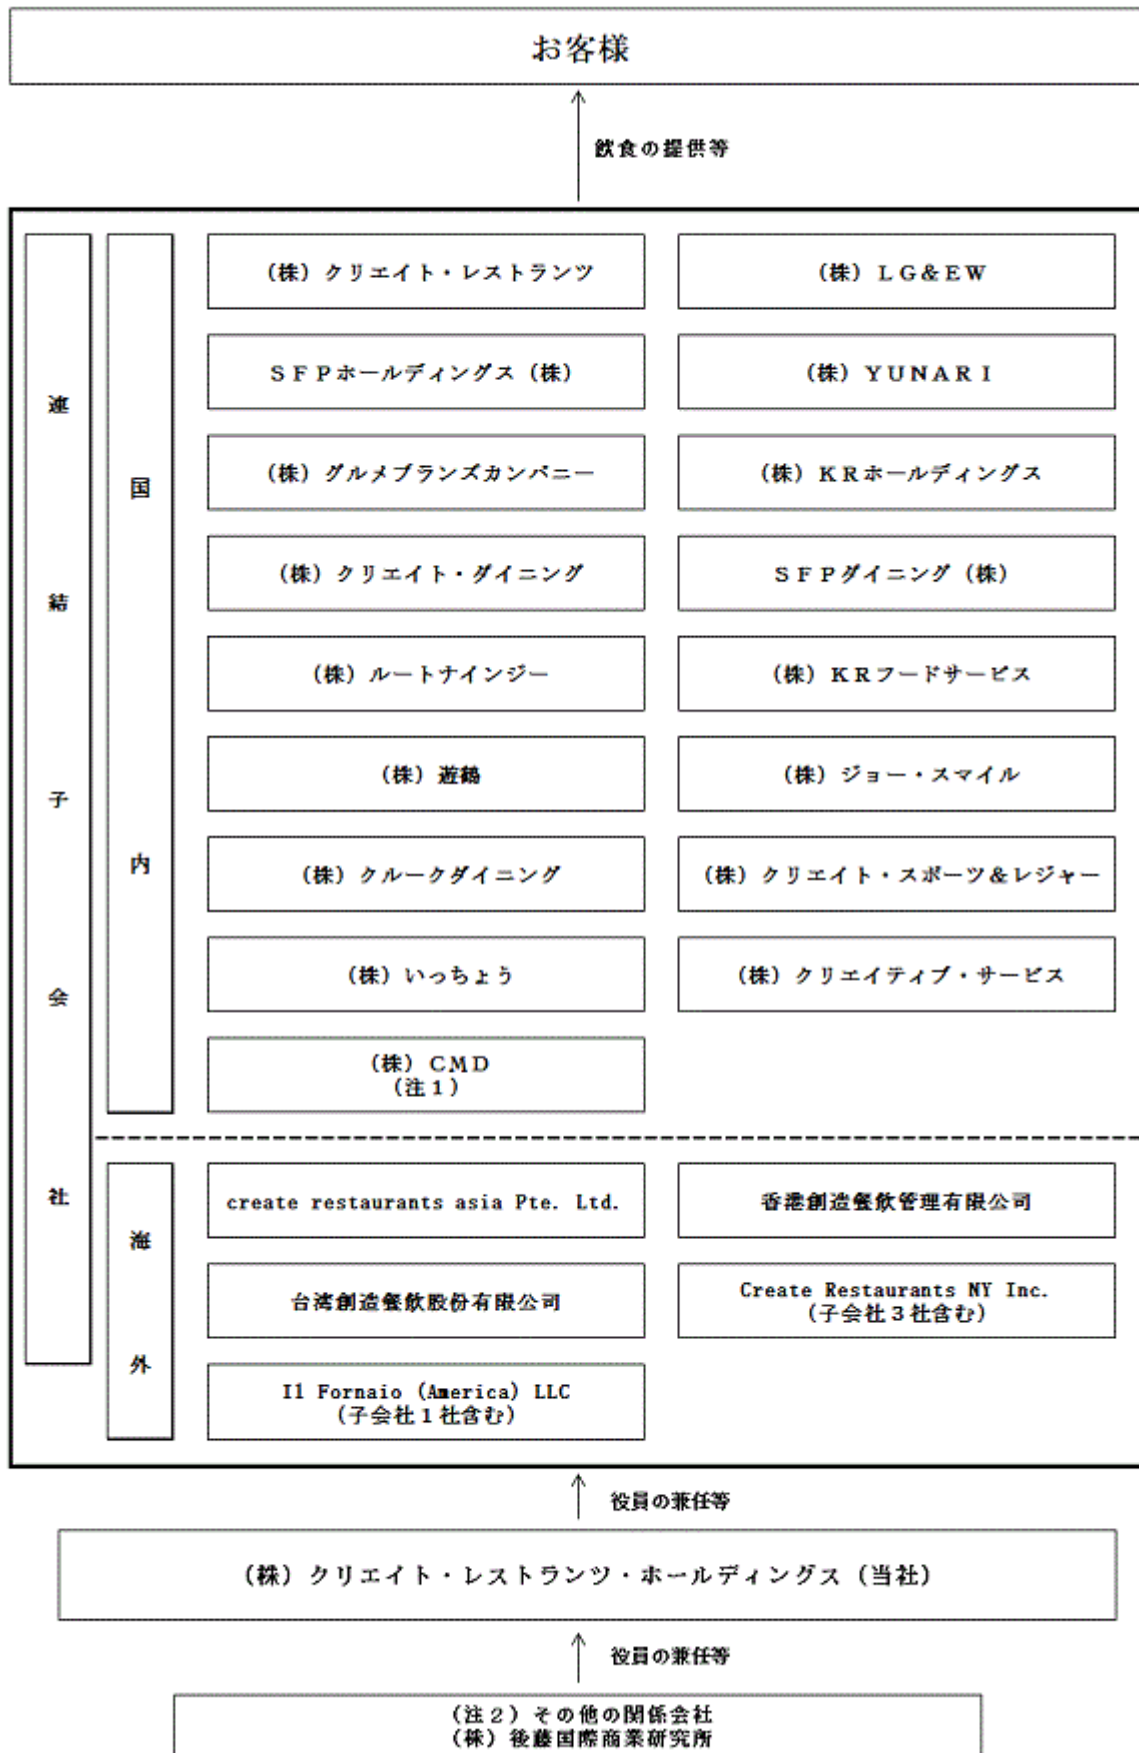 お客様
飲食の提供等
連結子会社
国内
(株)クリエイト・レストランツ
(株)ＬＧ＆ＥＷ
ＳＦＰホールディングス(株)
(株)ＹＵＮＡＲＩ
(株)グルメブランズカンパニー
(株)ＫＲホールディングス
(株)クリエイト・ダイニング
ＳＦＰダイニング(株)
(株)ルートナインジー
(株)ＫＲフードサービス
(株)遊鶴
(株)ジョー・スマイル
(株)クルークダイニング
(株)クリエイト・スポーツ＆レジャー
(株)いっちょう
(株)クリエイティブ・サービス
(株)ＣＭＤ
(注１)
海外
create restaurants asia Pte. Ltd.
香港創造餐飲管理有限公司
台湾創造餐飲股份有限公司
Create Restaurants NY Inc.
(子会社３社含む)
Il Fornaio (America) LLC
(子会社１社含む)
役員の兼任等
(株)クリエイト・レストランツ・ホールディングス(当社)
役員の兼任等
(注２)その他の関係会社
(株)後藤国際商業研究所